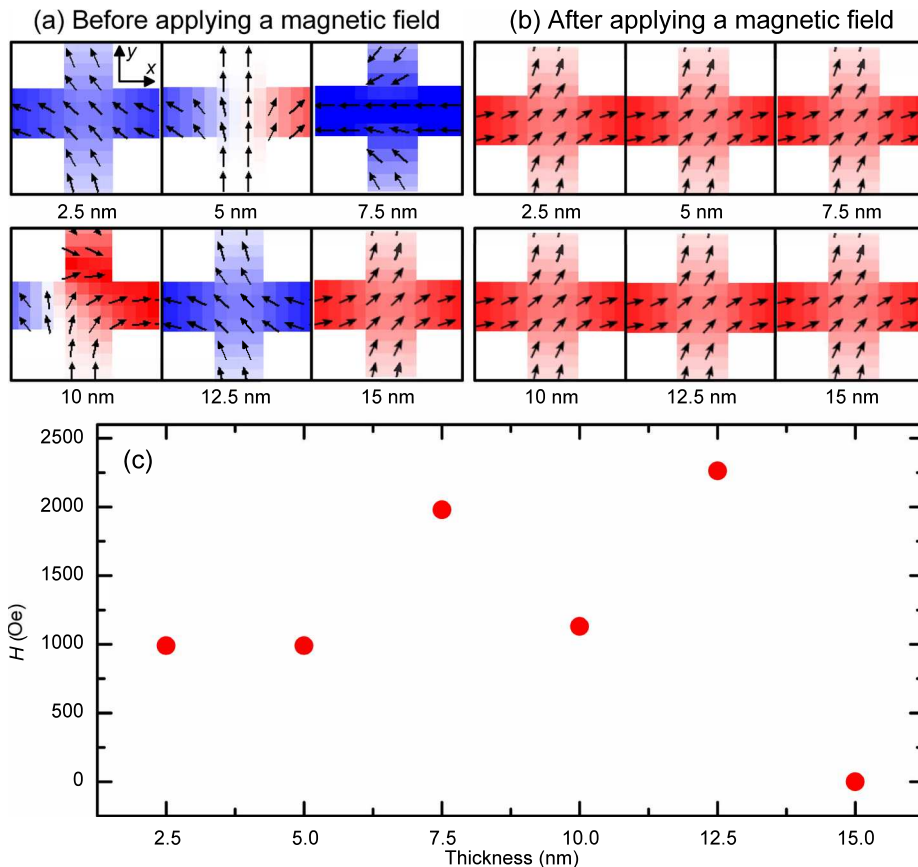 (a) Before applying a magnetic field
(b) After applying a magnetic field
y
x
2.5 nm
5 nm
7.5 nm
2.5 nm
5 nm
7.5 nm
10 nm
12.5 nm
15 nm
10 nm
12.5 nm
15 nm
(c)
2500
2000
1500
1000
500
0
H (Oe)
2.5
5.0
7.5
10.0
12.5
15.0
Thickness (nm)